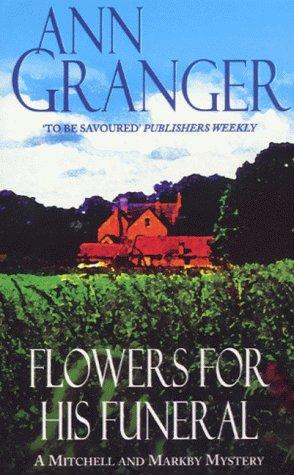 ANN
GRANGER
'TO BE SAVOURED' PUBLISHERS WEEKLY
FLOWERS FOR
HIS FUNERAL
A MITCHELL AND MARKBY MYSTERY